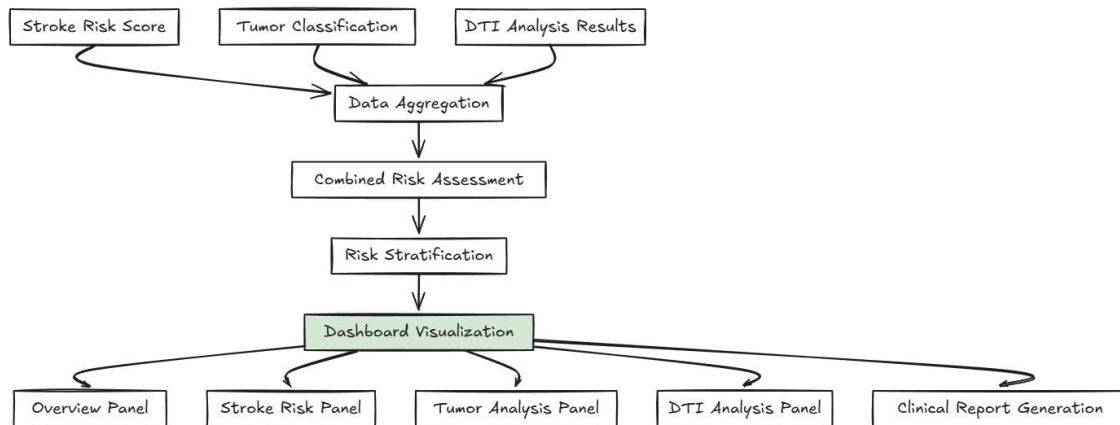 Stroke Risk Score
Tumor Classification
DTI Analysis Results
Data Aggregation
Combined Risk Assessment
Risk Stratification
Dashboard Visualization
Overview Panel
Stroke Risk Panel
Tumor Analysis Panel
DTI Analysis Panel
Clinical Report Generation